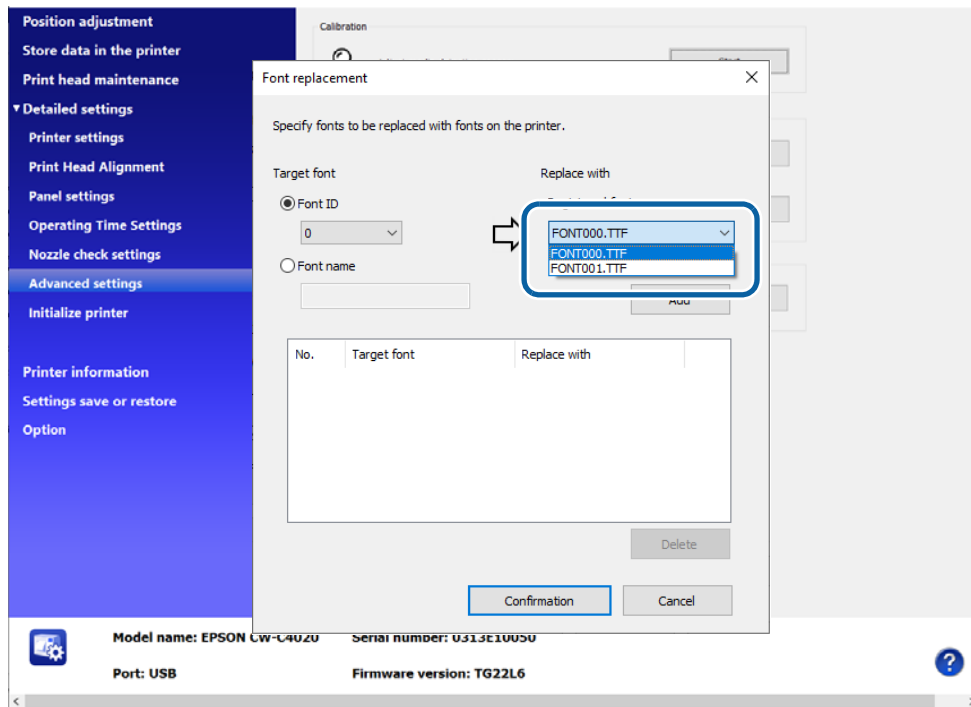 Position adjustment
Store data in the printer
Print head maintenance
Detailed settings
Printer settings
Print Head Alignment
Panel settings
Operating Time Settings
Nozzle check settings
Advanced settings
Initialize printer
Printer information
Settings save or restore
Option
Calibration
Font replacement
Specify fonts to be replaced with fonts on the printer.
Target font
Replace with
Font ID
0
FONT000.TTF
FONT000.TTF
FONT001.TTF
Font name
Add
No. Target font Replace with
Delete
Confirmation Cancel
Model name: EPSON CW-C4020 Serial number: 0313E10050
Port: USB Firmware version: TG22L6
?